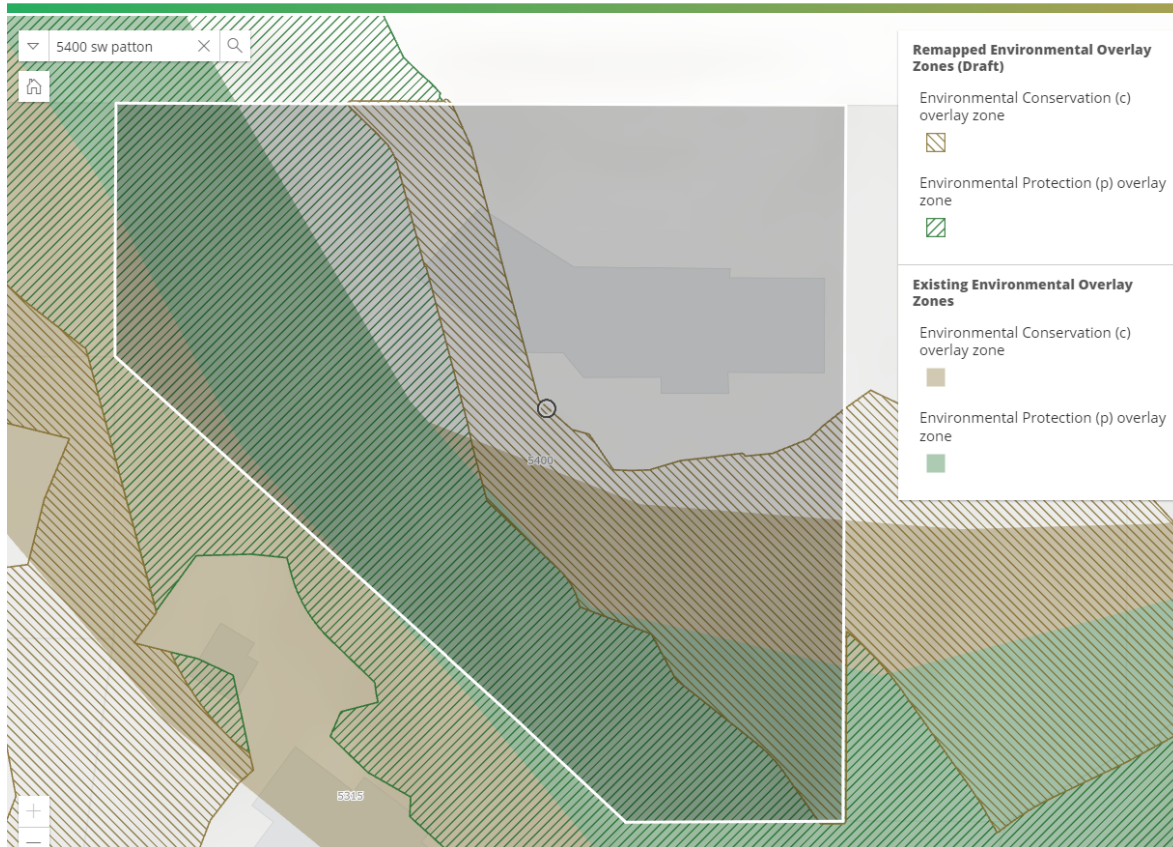 5400 sw patton
Remapped Environmental Overlay
Zones (Draft)
Environmental Conservation (c)
overlay zone
Environmental Protection (p) overlay
zone
Existing Environmental Overlay
Zones
Environmental Conservation (c)
overlay zone
Environmental Protection (p) overlay
zone
5400
5315